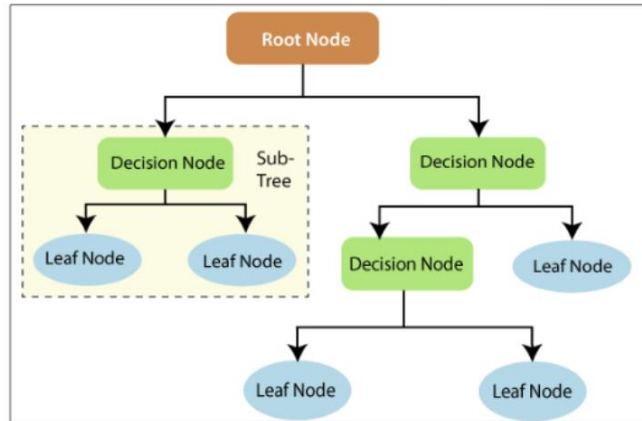 Root Node
Decision Node
Sub-
Tree
Decision Node
Leaf Node
Leaf Node
Decision Node
Leaf Node
Leaf Node
Leaf Node